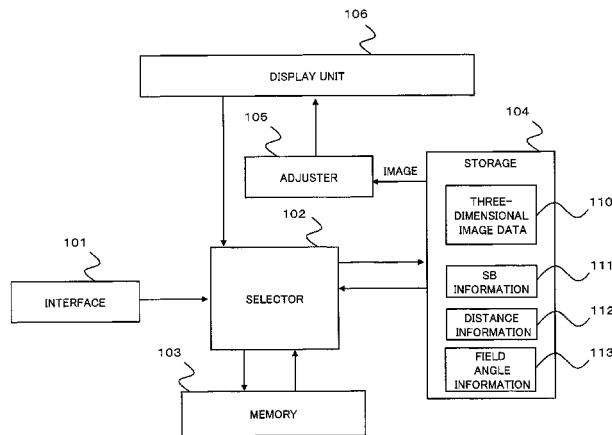 106
DISPLAY UNIT
105
ADJUSTER
IMAGE
104
STORAGE
THREE-
DIMENSIONAL
IMAGE DATA
110
SB
INFORMATION
111
DISTANCE
INFORMATION
112
FIELD
ANGLE
INFORMATION
113
102
SELECTOR
101
INTERFACE
103
MEMORY